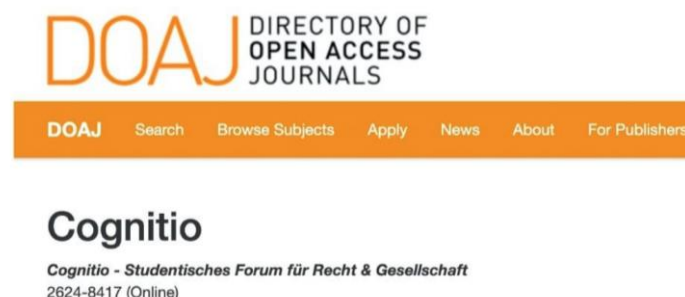 DOAJ DIRECTORY OF
OPEN ACCESS
JOURNALS
DOAJ Search Browse Subjects Apply News About For Publishers
Cognitio
Cognitio - Studentisches Forum für Recht & Gesellschaft
2624-8417 (Online)